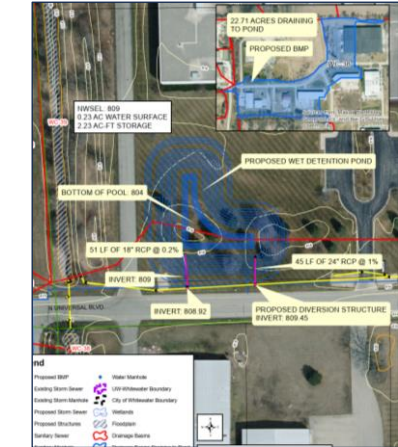 22.71 ACRES DRAINING
TO POND
PROPOSED BMP
NWSEL: 809
0.23 AC WATER SURFACE
2.23 AC-FT STORAGE
PROPOSED WET DETENTION POND
BOTTOM OF POOL: 804
51 LF OF 18" RCP @ 0.2%
45 LF OF 24" RCP @ 1%
INVERT: 809
N UNIVERSAL BLVD
INVERT: 808.92
PROPOSED DIVERSION STRUCTURE
INVERT: 809.45
end
Proposed BMP
Water Manhole
Existing Storm Sewer
UW-Whitewater Boundary
Existing Storm Manhole
City of Whitewater Boundary
Proposed Storm Sewer
Wetlands
Proposed Structures
Floodplain
Sanitary Sewer
Drainage Basins